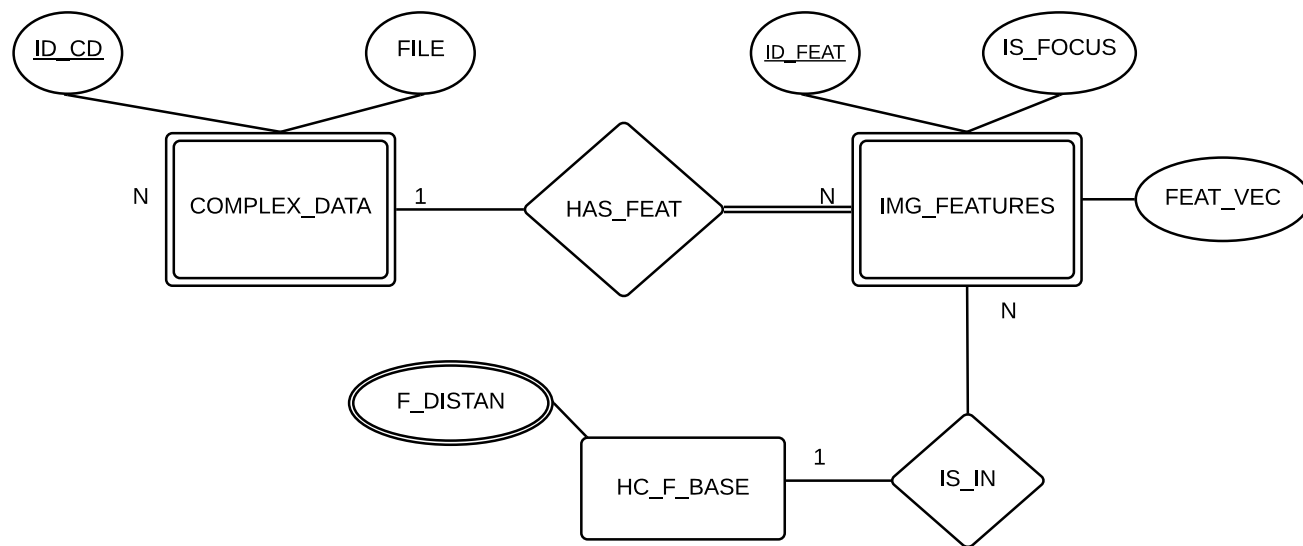 ID_CD
FILE
ID_FEAT
IS_FOCUS
N
COMPLEX_DATA
1
HAS_FEAT
N
IMG_FEATURES
FEAT_VEC
N
F_DISTAN
HC_F_BASE
1
IS_IN